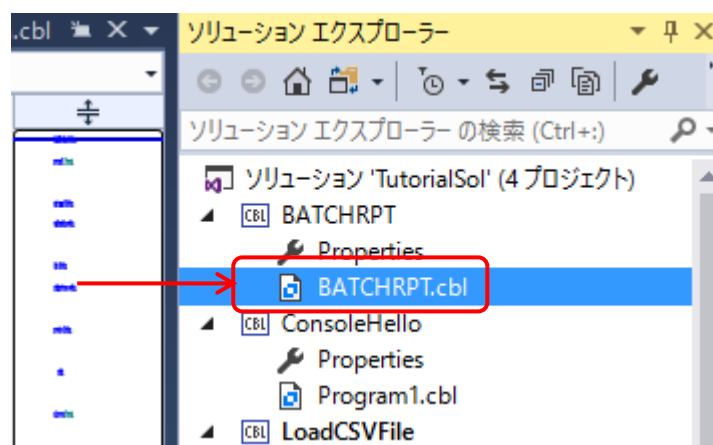 .cbl
ソリューション エクスプローラー
ソリューション エクスプローラー の検索 (Ctrl+:)
ソリューション 'TutorialSol' (4 プロジェクト)
CBL BATCHRPT
Properties
BATCHRPT.cbl
CBL ConsoleHello
Properties
Program1.cbl
CBL LoadCSVFile